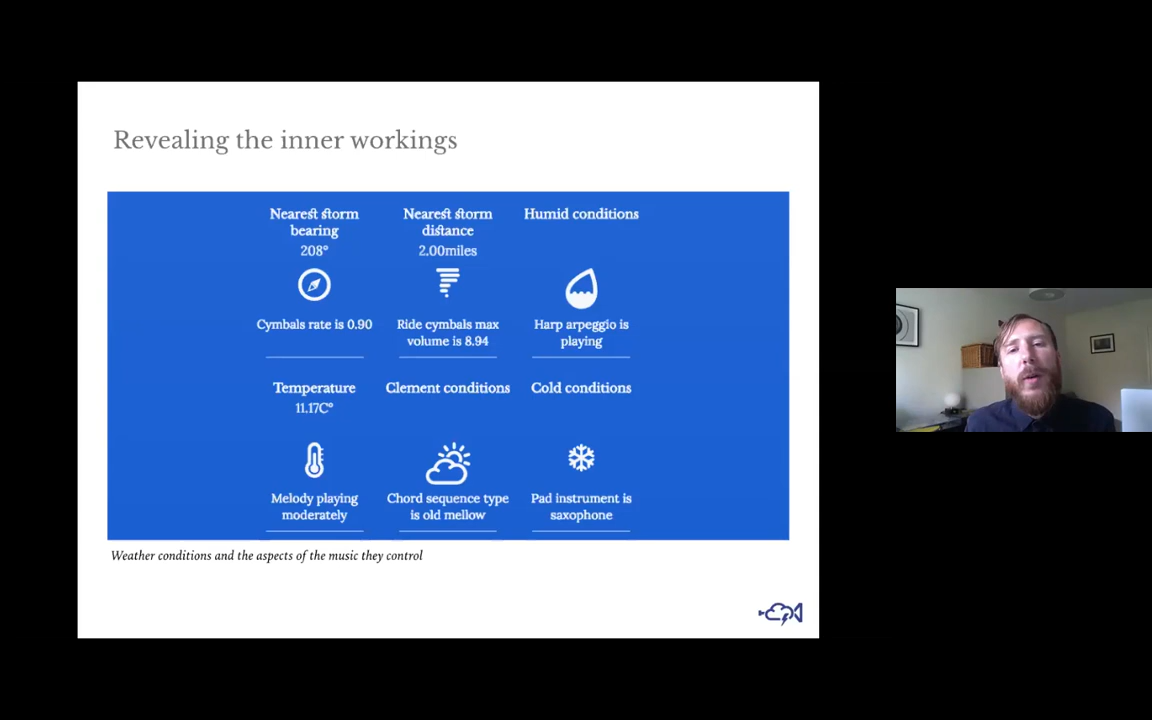 Revealing the inner workings
Nearest storm
bearing
208°
Cymbals rate is 0.90
Nearest storm
distance
2.00miles
Ride cymbals max
volume is 8.94
Humid conditions
Harp arpeggio is
playing
Temperature
11.17C°
Melody playing
moderately
Clement conditions
Chord sequence type
is old mellow
Cold conditions
Pad instrument is
saxophone
Weather conditions and the aspects of the music they control